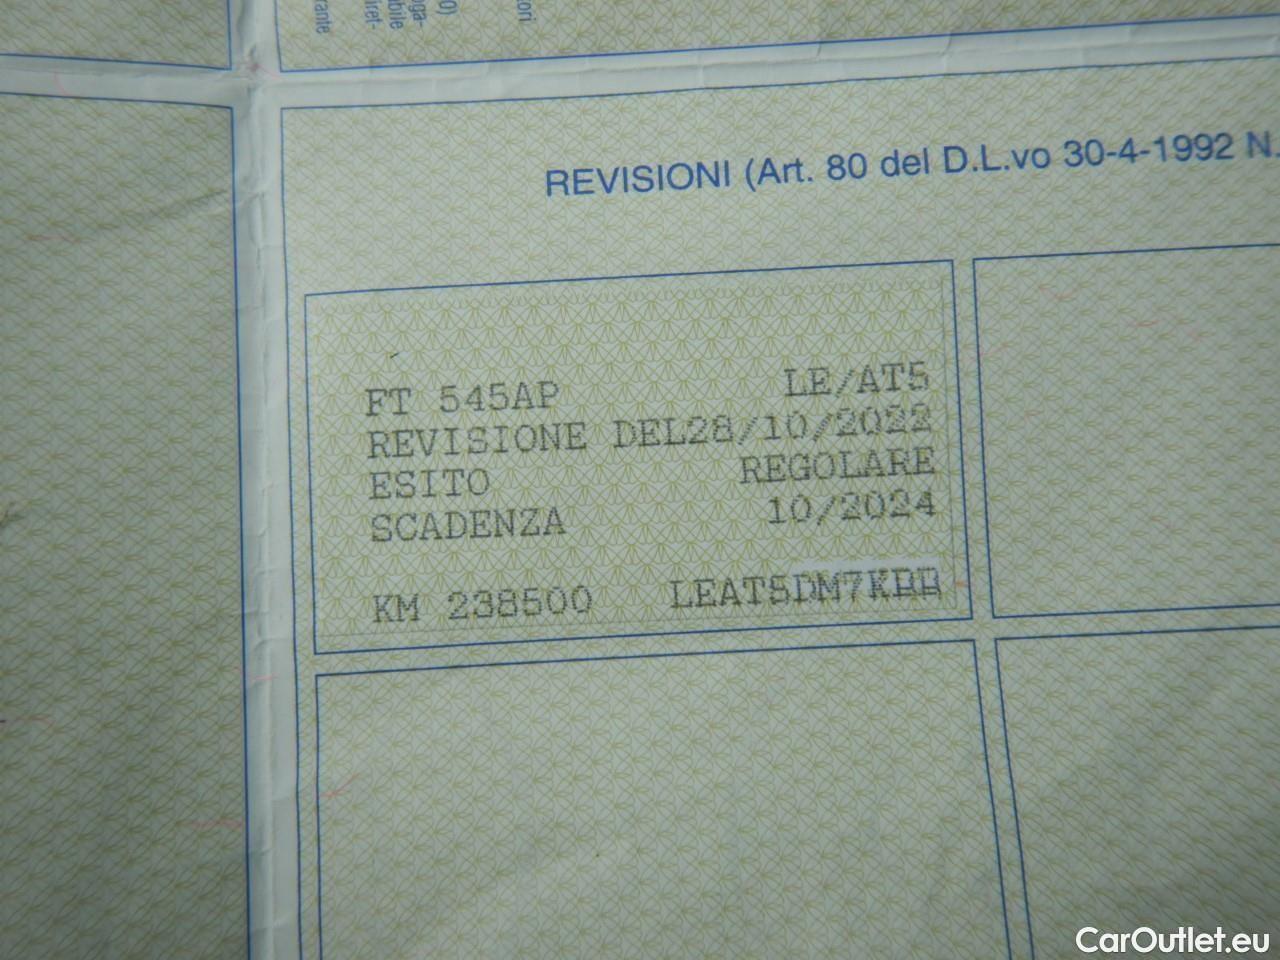 REVISIONI (Art. 80 del D.L.vo 30-4-1992 N.
FT 545AP LE/AT5
REVISIONE DEL28/10/2022
ESITO REGOLARE
SCADENZA 10/2024
KM 238500
CarOutlet.eu